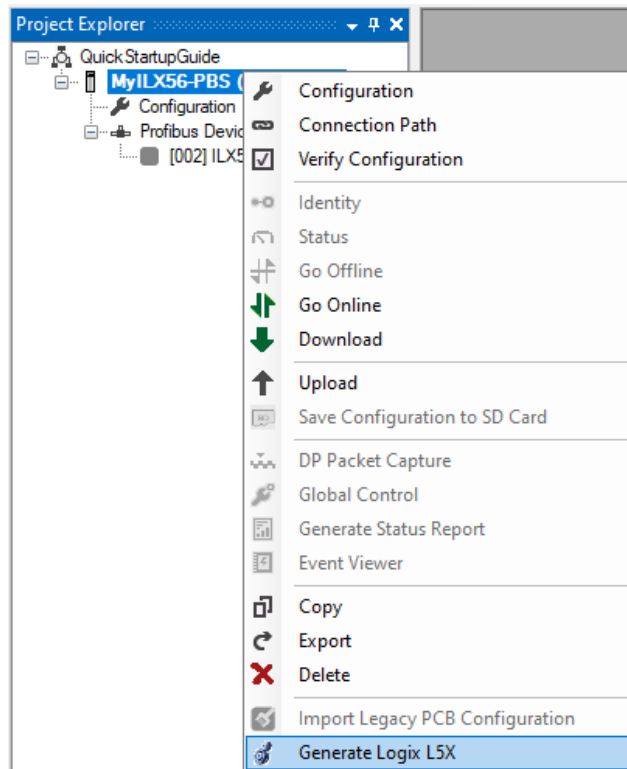 Project Explorer
QuickStartupGuide
MyILX56-PBS (
Configuration
Profibus Devic
[002] ILX5
Configuration
Connection Path
Verify Configuration
Identity
Status
Go Offline
Go Online
Download
Upload
Save Configuration to SD Card
DP Packet Capture
Global Control
Generate Status Report
Event Viewer
Copy
Export
Delete
Import Legacy PCB Configuration
Generate Logix L5X